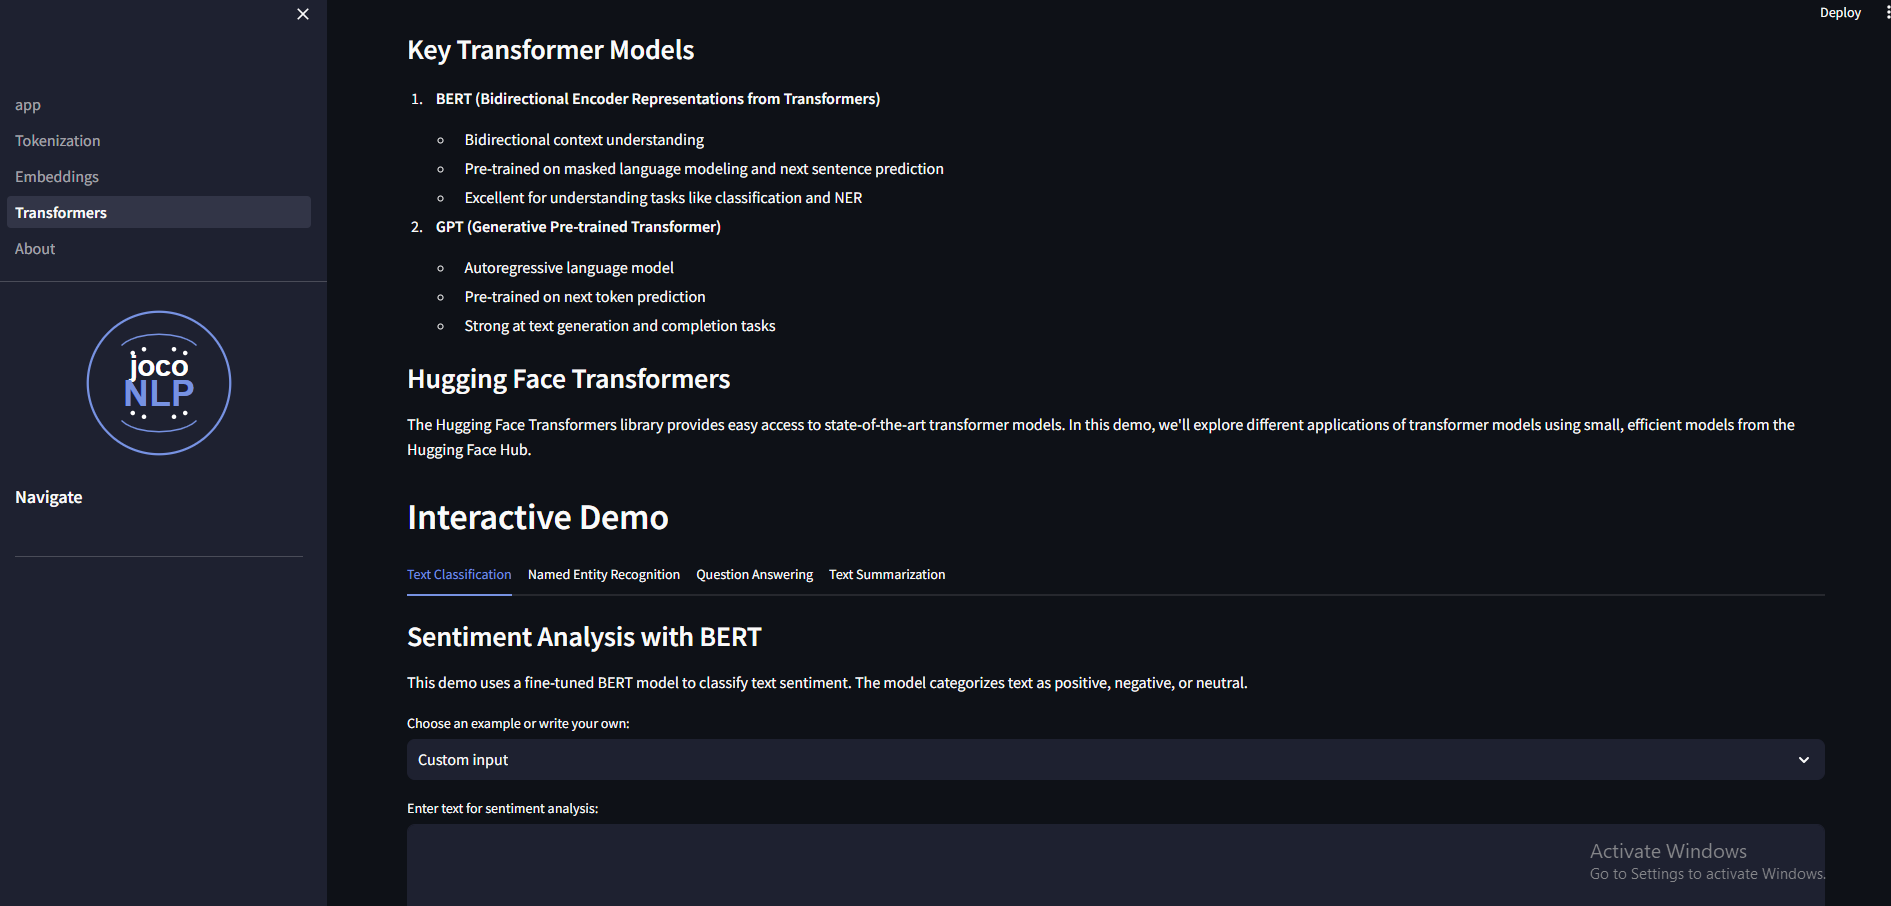 Deploy
app
Tokenization
Embeddings
Transformers
About
joco
NLP
Navigate
Key Transformer Models
1. BERT (Bidirectional Encoder Representations from Transformers)
Bidirectional context understanding
Pre-trained on masked language modeling and next sentence prediction
Excellent for understanding tasks like classification and NER
2. GPT (Generative Pre-trained Transformer)
Autoregressive language model
Pre-trained on next token prediction
Strong at text generation and completion tasks
Hugging Face Transformers
The Hugging Face Transformers library provides easy access to state-of-the-art transformer models. In this demo, we'll explore different applications of transformer models using small, efficient models from the
Hugging Face Hub.
Interactive Demo
Text Classification Named Entity Recognition Question Answering Text Summarization
Sentiment Analysis with BERT
This demo uses a fine-tuned BERT model to classify text sentiment. The model categorizes text as positive, negative, or neutral.
Choose an example or write your own:
Custom input
Enter text for sentiment analysis:
Activate Windows
Go to Settings to activate Windows.